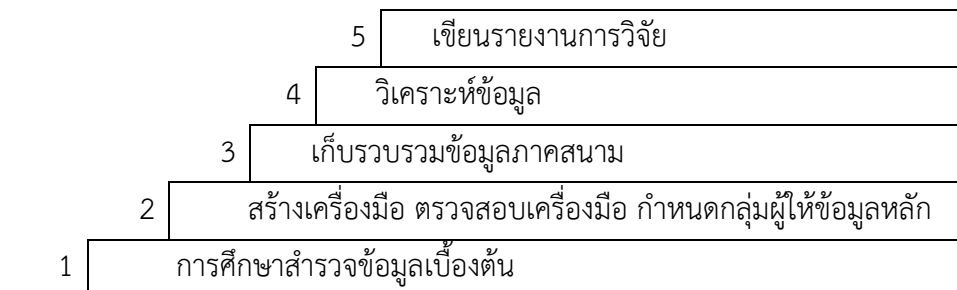 5 เขียนรายงานการวิจัย
4 วิเคราะห์ข้อมูล
3 เก็บรวบรวมข้อมูลภาคสนาม
2 สร้างเครื่องมือ ตรวจสอบเครื่องมือ กำหนดกลุ่มผู้ให้ข้อมูลหลัก
1 การศึกษาสำรวจข้อมูลเบื้องต้น